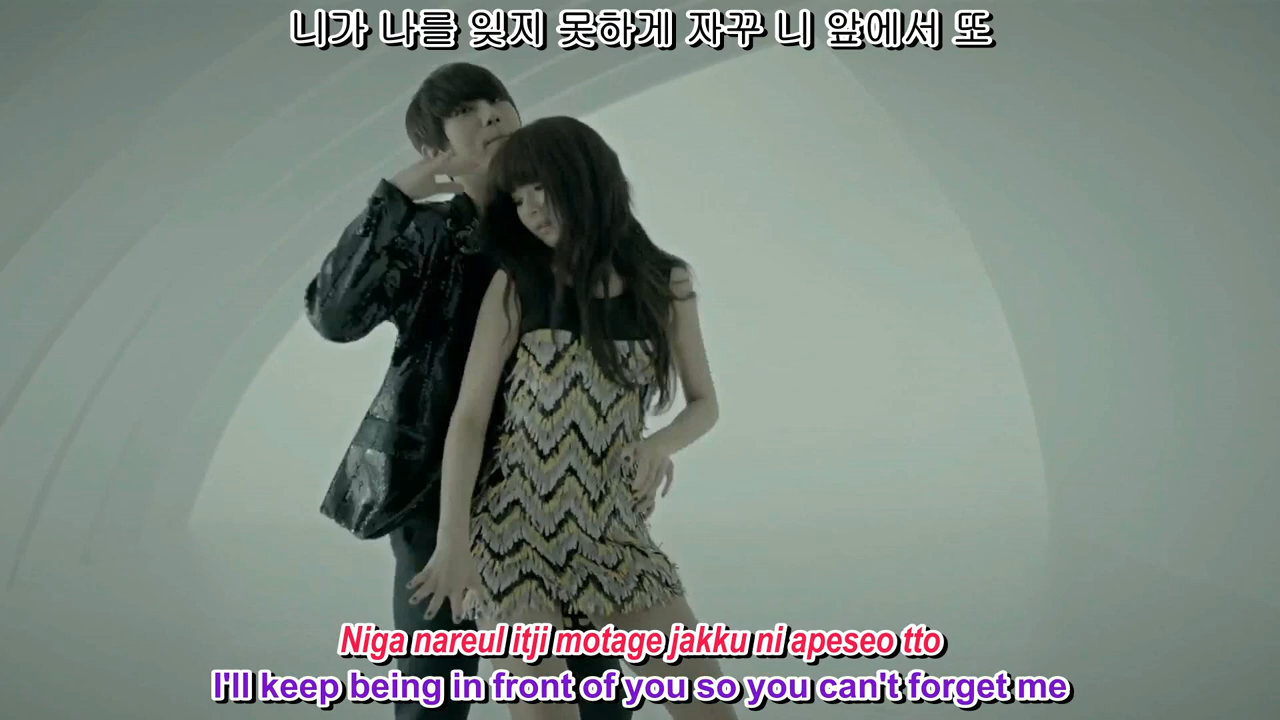 니가 나를 잊지 못하게 자꾸 니 앞에서 또
Niga nareul itji motage jakku ni apeseo tto
I'll keep being in front of you so you can't forget me